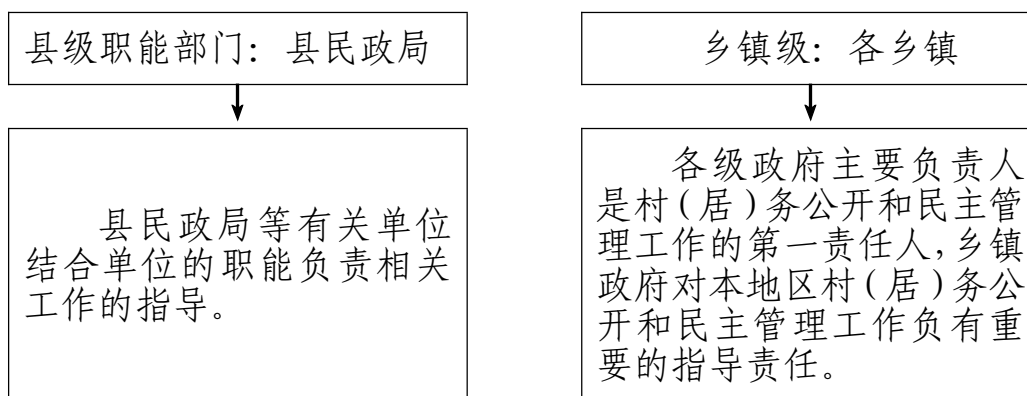 县级职能部门：县民政局
县民政局等有关单位
结合单位的职能负责相关
工作的指导。
乡镇级：各乡镇
各级政府主要负责人
是村(居)务公开和民主管
理工作的第一责任人,乡镇
政府对本地区村(居)务公
开和民主管理工作负有重
要的指导责任。